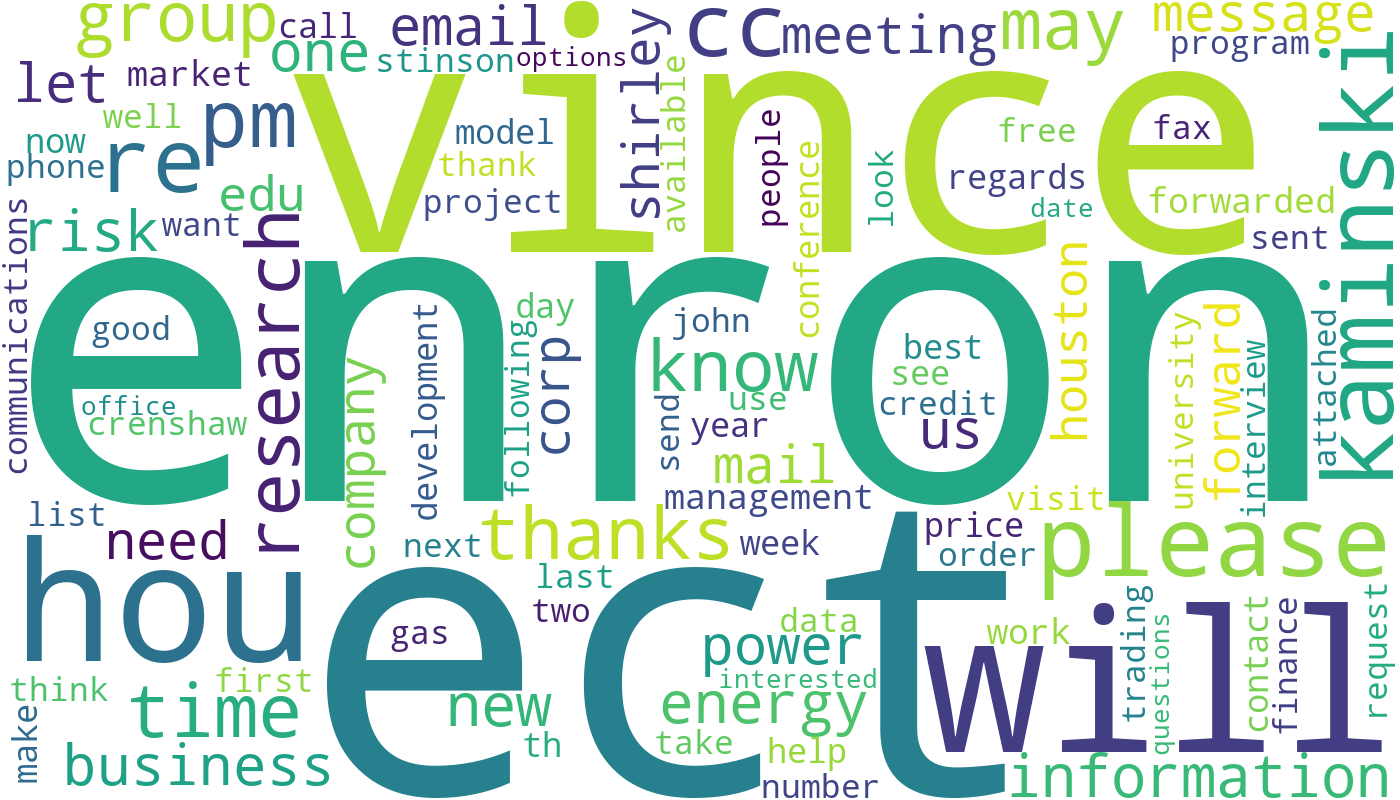 group
call
email
cc
meeting
may
message
program
one
stinson
options
let
market
vince
shirley
available
kaminski
well
pm
model
people
free
fax
now
phone
re
thank
conference
look
regards
forwarded
edu
project
date
risk
want
sent
communications
research
enron
good
day
john
houston
university
forward
attached
office
crenshaw
company
development
following
corp
know
best
see
credit
interview
use
send
year
us
mail
list
management
visit
need
next
thanks
week
price
order
please
hou
ect
last
two
will
gas
data
power
work
trading
questions
contact
finance
request
think
first
interested
make
time
new
energy
business
th
take
help
number
information